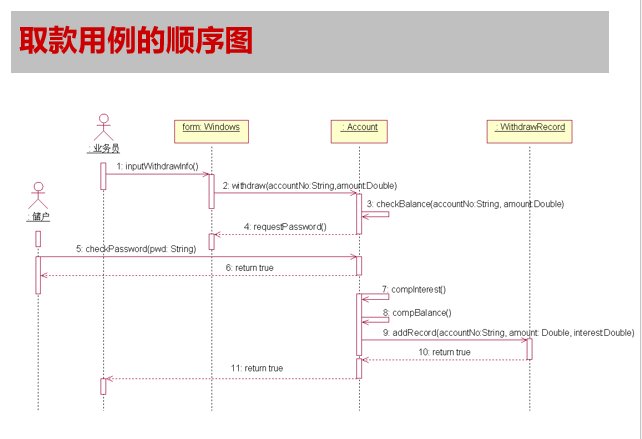 取款用例的顺序图
: 业务员
form: Windows
: Account
: WithdrawRecord
1: inputWithdrawInfo()
2: withdraw(accountNo:String,amount:Double)
: 储户
3: checkBalance(accountNo:String, amount:Double)
4: requestPassword()
5: checkPassword(pwd: String)
6: return true
7: compInterest()
8: compBalance()
9: addRecord(accountNo:String, amount: Double, interest:Double)
10: return true
11: return true